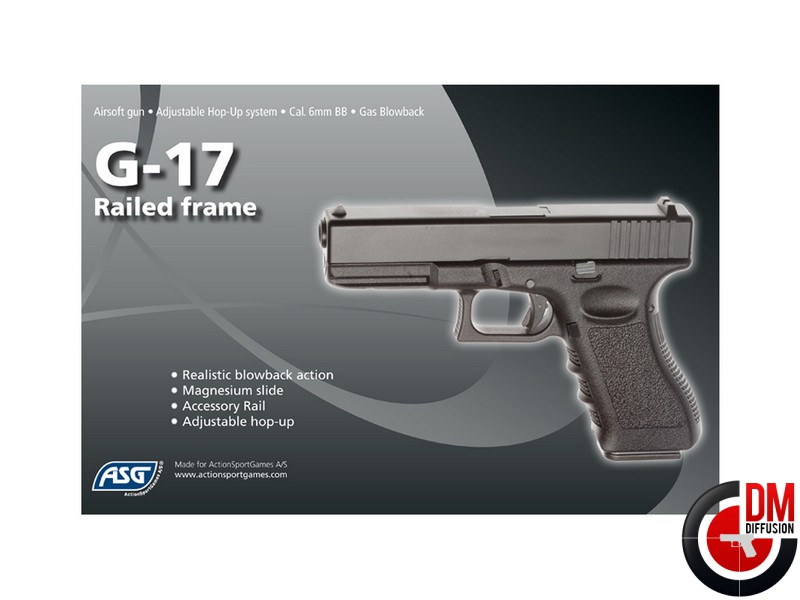 Airsoft gun • Adjustable Hop-Up system • Cal. 6mm BB • Gas Blowback
G-17
Railed frame
• Realistic blowback action
• Magnesium slide
• Accessory Rail
• Adjustable hop-up
ASG®
ActionSportGames A/S
Made for ActionSportGames A/S
www.actionsportgames.com
DM
DIFFUSION